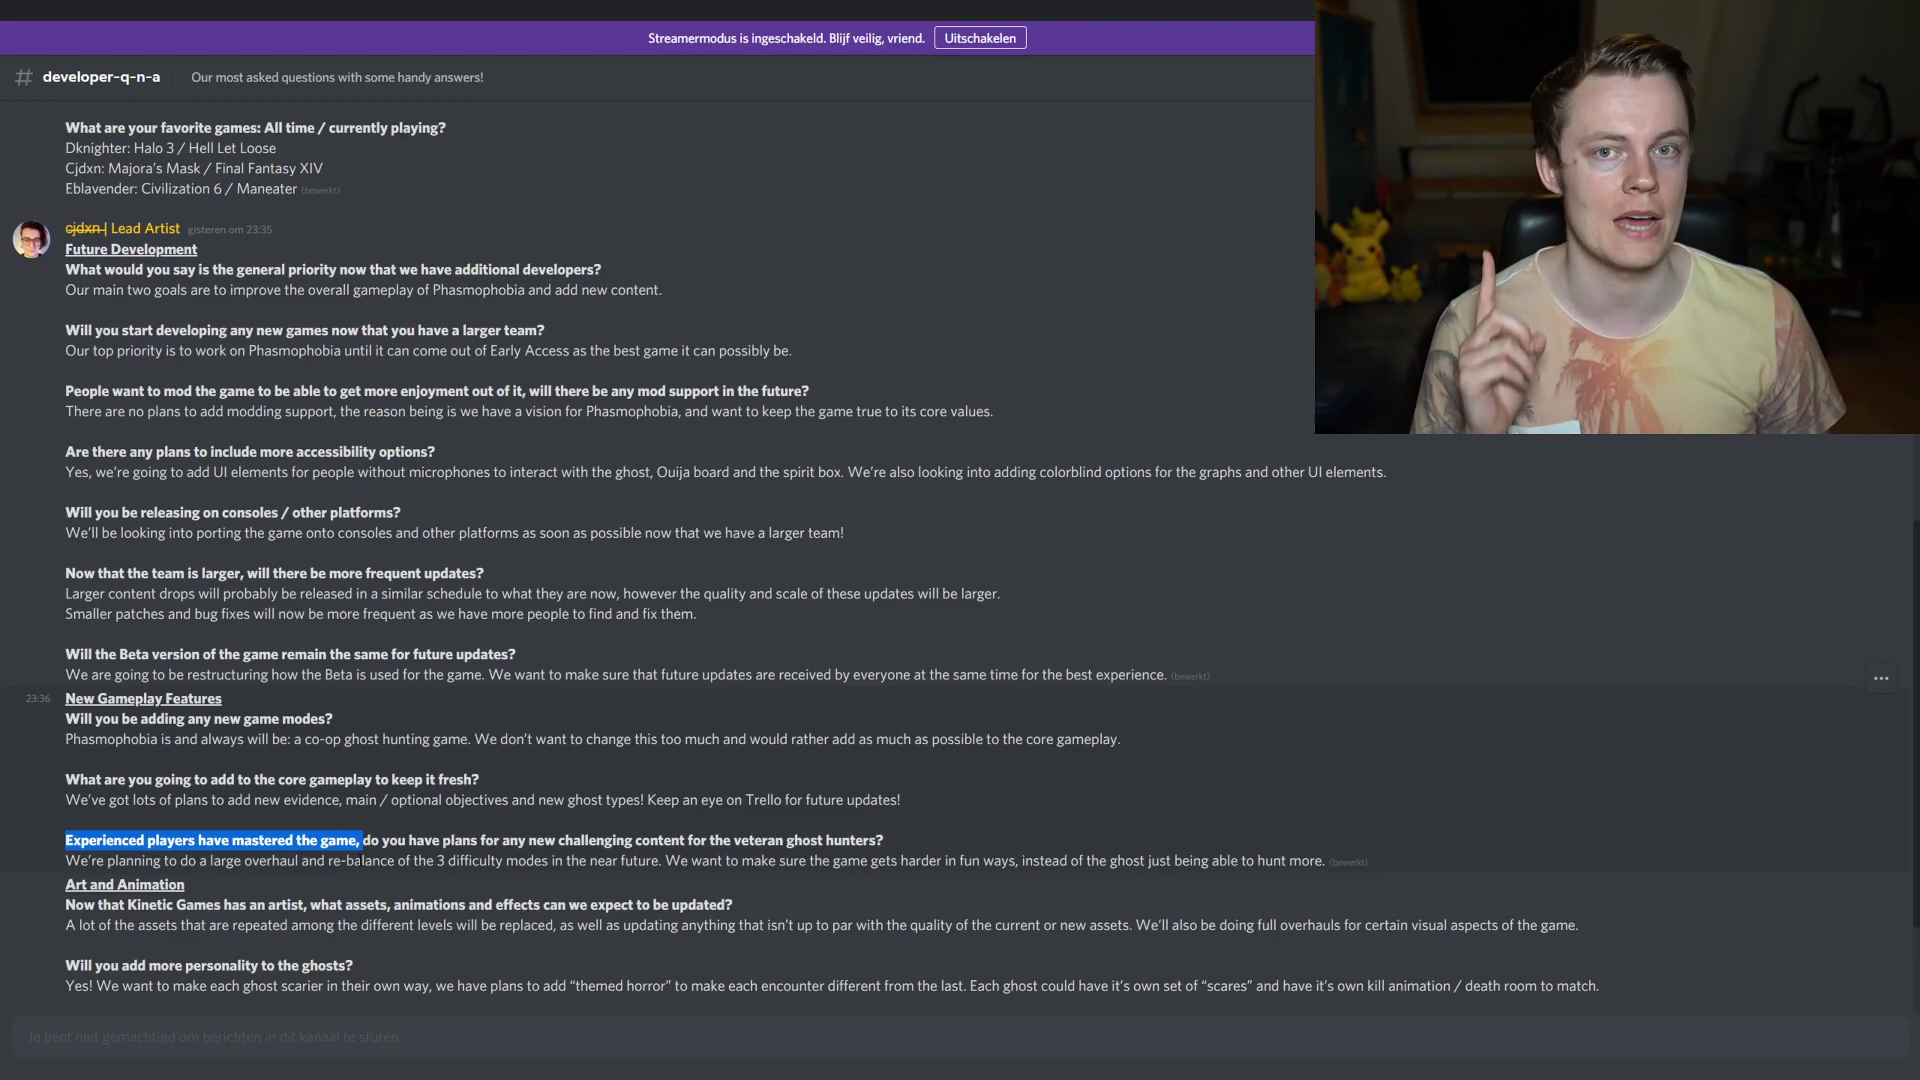 Streamermodus is ingeschakeld. Blijf veilig, vriend. Uitschakelen
# developer-q-n-a Our most asked questions with some handy answers!
What are your favorite games: All time / currently playing?
Dknighter: Halo 3 / Hell Let Loose
Cjdxn: Majora's Mask / Final Fantasy XIV
Eblavender: Civilization 6 / Maneater (bewerkt)
cjdxn | Lead Artist gisteren om 23:35
Future Development
What would you say is the general priority now that we have additional developers?
Our main two goals are to improve the overall gameplay of Phasmophobia and add new content.
Will you start developing any new games now that you have a larger team?
Our top priority is to work on Phasmophobia until it can come out of Early Access as the best game it can possibly be.
People want to mod the game to be able to get more enjoyment out of it, will there be any mod support in the future?
There are no plans to add modding support, the reason being is we have a vision for Phasmophobia, and want to keep the game true to its core values.
Are there any plans to include more accessibility options?
Yes, we're going to add UI elements for people without microphones to interact with the ghost, Ouija board and the spirit box. We're also looking into adding colorblind options for the graphs and other UI elements.
Will you be releasing on consoles / other platforms?
We'll be looking into porting the game onto consoles and other platforms as soon as possible now that we have a larger team!
Now that the team is larger, will there be more frequent updates?
Larger content drops will probably be released in a similar schedule to what they are now, however the quality and scale of these updates will be larger.
Smaller patches and bug fixes will now be more frequent as we have more people to find and fix them.
Will the Beta version of the game remain the same for future updates?
We are going to be restructuring how the Beta is used for the game. We want to make sure that future updates are received by everyone at the same time for the best experience. (bewerkt)
23:36 New Gameplay Features
Will you be adding any new game modes?
Phasmophobia is and always will be: a co-op ghost hunting game. We don't want to change this too much and would rather add as much as possible to the core gameplay.
What are you going to add to the core gameplay to keep it fresh?
We've got lots of plans to add new evidence, main / optional objectives and new ghost types! Keep an eye on Trello for future updates!
Experienced players have mastered the game, do you have plans for any new challenging content for the veteran ghost hunters?
We're planning to do a large overhaul and re-balance of the 3 difficulty modes in the near future. We want to make sure the game gets harder in fun ways, instead of the ghost just being able to hunt more. (bewerkt)
Art and Animation
Now that Kinetic Games has an artist, what assets, animations and effects can we expect to be updated?
A lot of the assets that are repeated among the different levels will be replaced, as well as updating anything that isn't up to par with the quality of the current or new assets. We'll also be doing full overhauls for certain visual aspects of the game.
Will you add more personality to the ghosts?
Yes! We want to make each ghost scarier in their own way, we have plans to add “themed horror” to make each encounter different from the last. Each ghost could have it's own set of “scares” and have it's own kill animation / death room to match.
Je bent niet gemachtigd om berichten in dit kanaal te sturen.